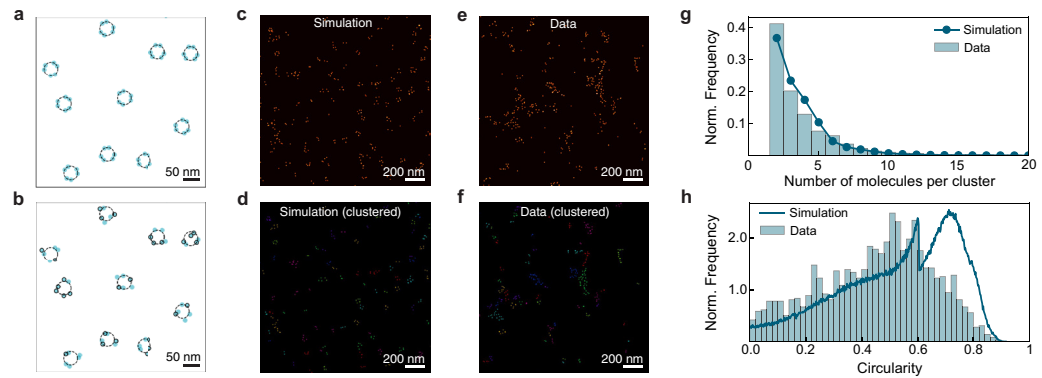 a
50 nm
b
50 nm
c
Simulation
200 nm
d
Simulation (clustered)
200 nm
e
Data
200 nm
f
Data (clustered)
200 nm
g
Norm. Frequency
0.4
0.3
0.2
0.1
Simulation
Data
5 10 15 20
Number of molecules per cluster
h
Norm. Frequency
2.0
1.0
Simulation
Data
0.0 0.2 0.4 0.6 0.8 1
Circularity